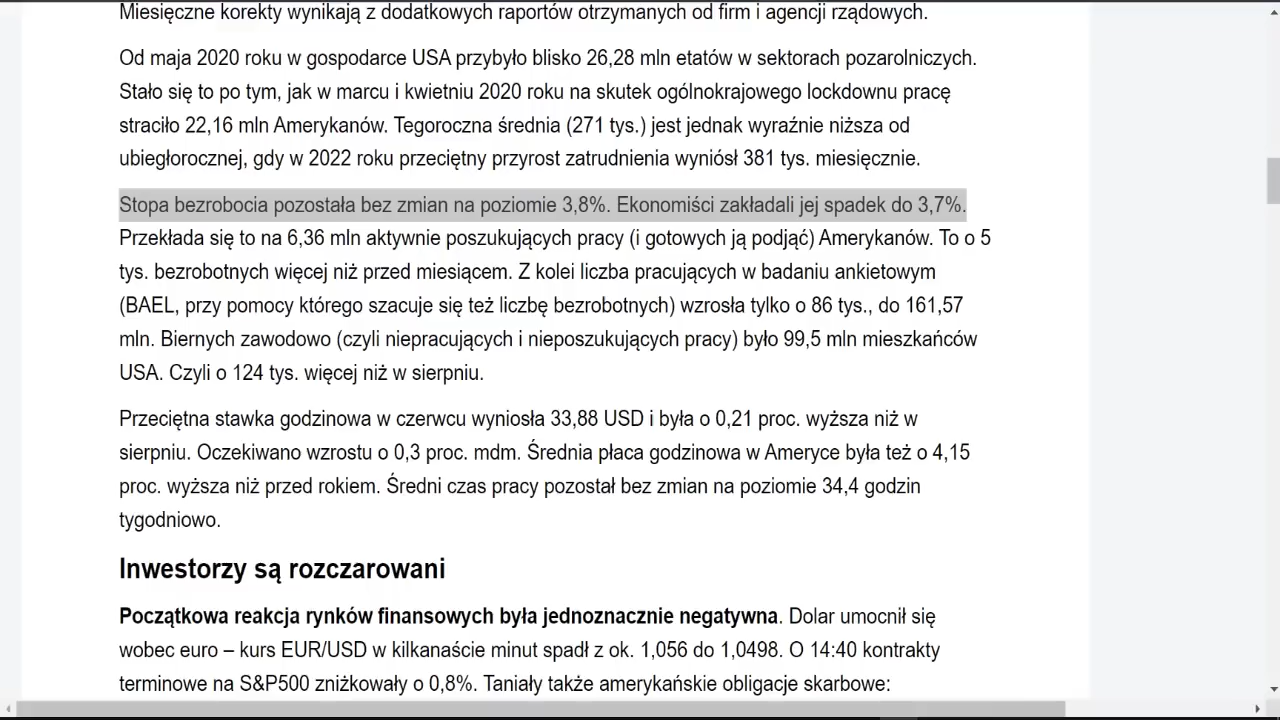 Miesięczne korekty wynikają z dodatkowych raportów otrzymanych od firm i agencji rządowych.
Od maja 2020 roku w gospodarce USA przybyło blisko 26,28 mln etatów w sektorach pozarolniczych.
Stało się to po tym, jak w marcu i kwietniu 2020 roku na skutek ogólnokrajowego lockdownu pracę
straciło 22,16 mln Amerykanów. Tegoroczna średnia (271 tys.) jest jednak wyraźnie niższa od
ubiegłorocznej, gdy w 2022 roku przeciętny przyrost zatrudnienia wyniósł 381 tys. miesięcznie.
Stopa bezrobocia pozostała bez zmian na poziomie 3,8%. Ekonomiści zakładali jej spadek do 3,7%.
Przekłada się to na 6,36 mln aktywnie poszukujących pracy (i gotowych ją podjąć) Amerykanów. To o 5
tys. bezrobotnych więcej niż przed miesiącem. Z kolei liczba pracujących w badaniu ankietowym
(BAEL, przy pomocy którego szacuje się też liczbę bezrobotnych) wzrosła tylko o 86 tys., do 161,57
mln. Biernych zawodowo (czyli niepracujących i nieposzukujących pracy) było 99,5 mln mieszkańców
USA. Czyli o 124 tys. więcej niż w sierpniu.
Przeciętna stawka godzinowa w czerwcu wyniosła 33,88 USD i była o 0,21 proc. wyższa niż w
sierpniu. Oczekiwano wzrostu o 0,3 proc. mdm. Średnia płaca godzinowa w Ameryce była też o 4,15
proc. wyższa niż przed rokiem. Średni czas pracy pozostał bez zmian na poziomie 34,4 godzin
tygodniowo.
Inwestorzy są rozczarowani
Początkowa reakcja rynków finansowych była jednoznacznie negatywna. Dolar umocnił się
wobec euro – kurs EUR/USD w kilkanaście minut spadł z ok. 1,056 do 1,0498. O 14:40 kontrakty
terminowe na S&P500 zniżkowały o 0,8%. Taniały także amerykańskie obligacje skarbowe: